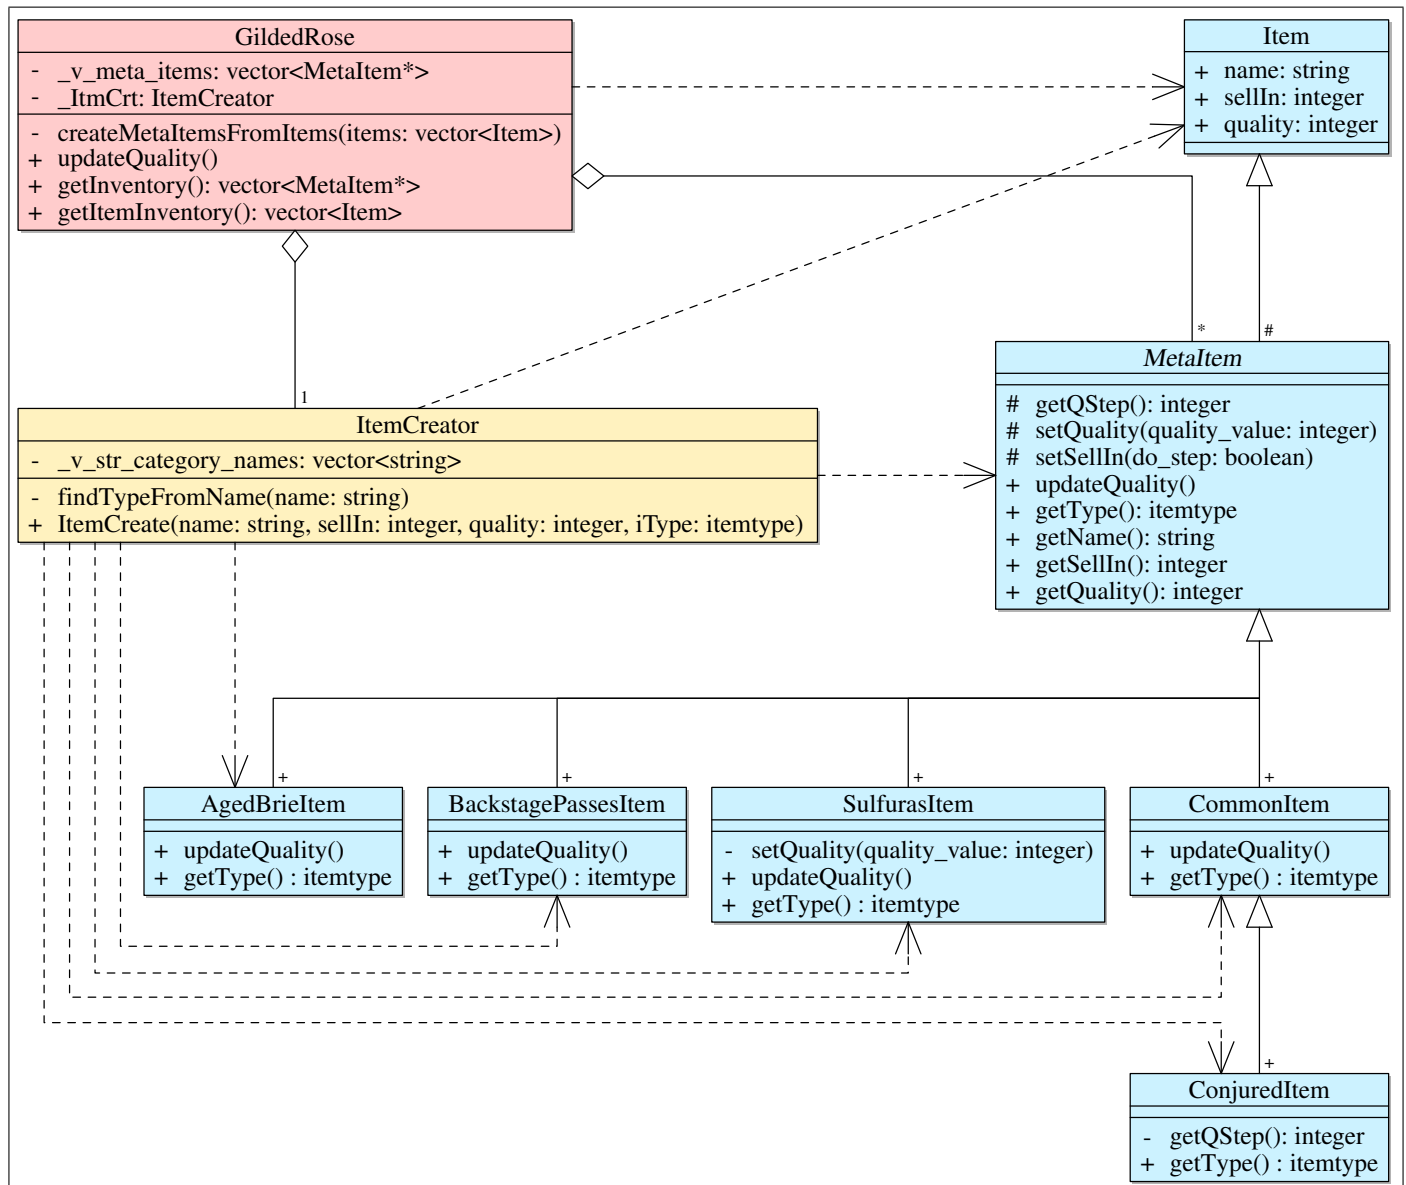 GildedRose
- _v_meta_items: vector<MetaItem*>
- _ItmCrt: ItemCreator
- createMetaItemsFromItems(items: vector<Item>)
+ updateQuality()
+ getInventory(): vector<MetaItem*>
+ getItemInventory(): vector<Item>
Item
+ name: string
+ sellIn: integer
+ quality: integer
1
* #
ItemCreator
- _v_str_category_names: vector<string>
- findTypeFromName(name: string)
+ ItemCreate(name: string, sellIn: integer, quality: integer, iType: itemtype)
MetaItem
# getQStep(): integer
# setQuality(quality_value: integer)
# setSellIn(do_step: boolean)
+ updateQuality()
+ getType(): itemtype
+ getName(): string
+ getSellIn(): integer
+ getQuality(): integer
+ + + +
AgedBrieItem
+ updateQuality()
+ getType() : itemtype
BackstagePassesItem
+ updateQuality()
+ getType() : itemtype
SulfurasItem
- setQuality(quality_value: integer)
+ updateQuality()
+ getType() : itemtype
CommonItem
+ updateQuality()
+ getType() : itemtype
+
ConjuredItem
- getQStep(): integer
+ getType() : itemtype